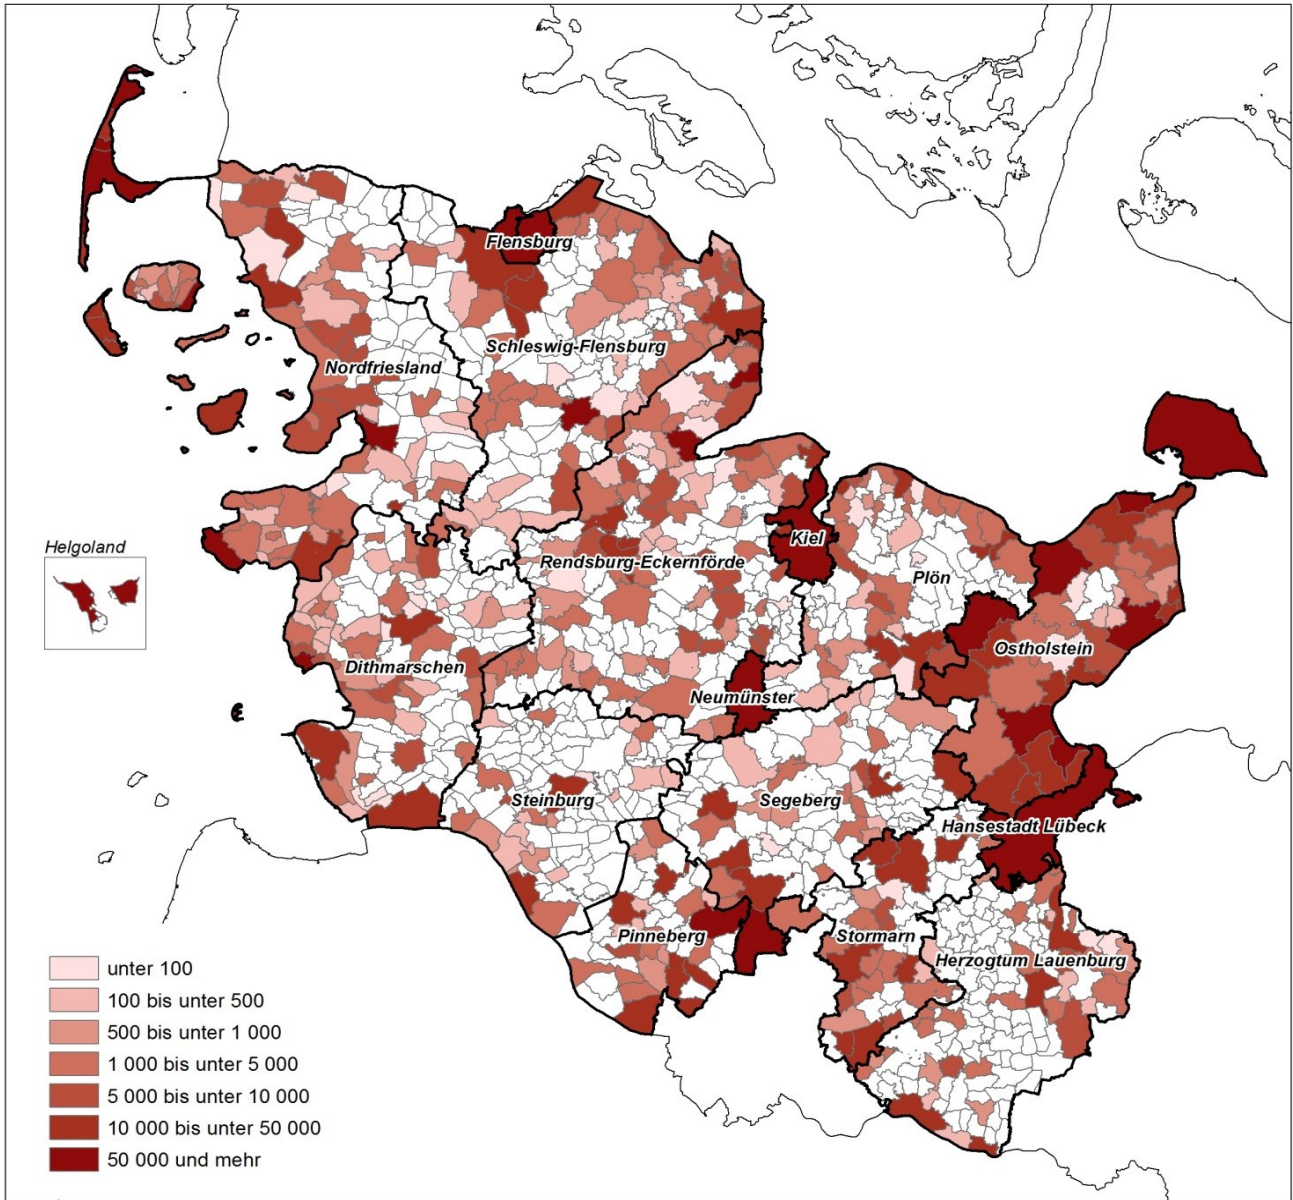 Flensburg
Schleswig-Flensburg
Nordfriesland
Helgoland
Kiel
Rendsburg-Eckernförde
Plön
Ostholstein
Dithmarschen
Neumünster
Steinburg
Segeberg
Hansestadt Lübeck
Pinneberg
Stormarn
Herzogtum Lauenburg
unter 100
100 bis unter 500
500 bis unter 1 000
1 000 bis unter 5 000
5 000 bis unter 10 000
10 000 bis unter 50 000
50 000 und mehr